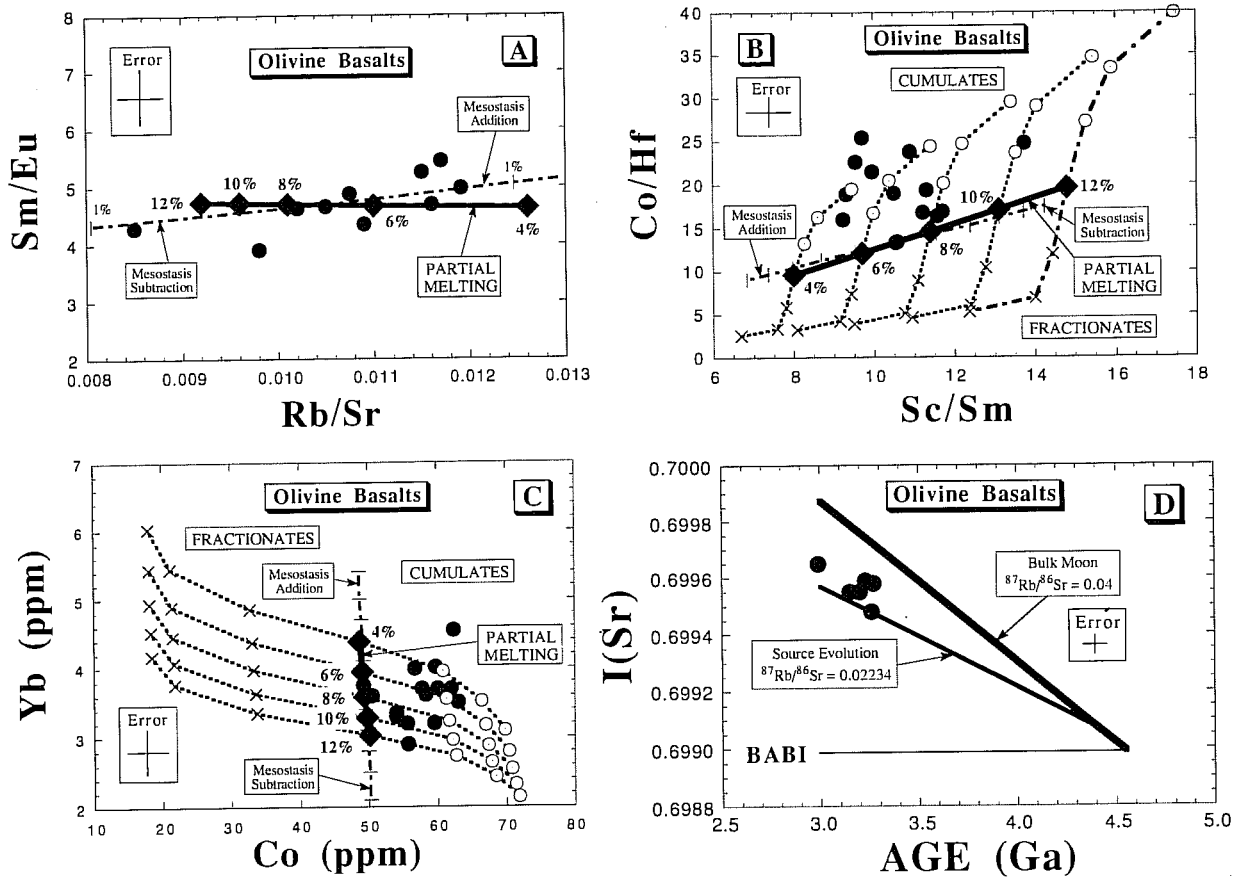 Olivine Basalts
A
Error
Mesostasis
Addition
1%
10%
8%
12%
6%
4%
1%
Mesostasis
Subtraction
PARTIAL
MELTING
8
7
6
5
4
3
2
0.008
0.009
0.010
0.011
0.012
0.013
Sm/Eu
Rb/Sr
B
Olivine Basalts
CUMULATES
Error
Mesostasis
Addition
12%
10%
8%
6%
4%
Mesostasis
Subtraction
PARTIAL
MELTING
FRACTIONATES
40
35
30
25
20
15
10
5
0
6
8
10
12
14
16
18
Co/Hf
Sc/Sm
Olivine Basalts
C
FRACTIONATES
Mesostasis
Addition
CUMULATES
4%
PARTIAL
MELTING
6%
8%
10%
12%
Error
Mesostasis
Subtraction
7
6
5
4
3
2
10
20
30
40
50
60
70
80
Yb (ppm)
Co (ppm)
Olivine Basalts
D
Bulk Moon
⁸⁷Rb/⁸⁶Sr = 0.04
Error
Source Evolution
⁸⁷Rb/⁸⁶Sr = 0.02234
BABI
0.7000
0.6998
0.6996
0.6994
0.6992
0.6990
0.6988
2.5
3.0
3.5
4.0
4.5
5.0
I(Sr)
AGE (Ga)